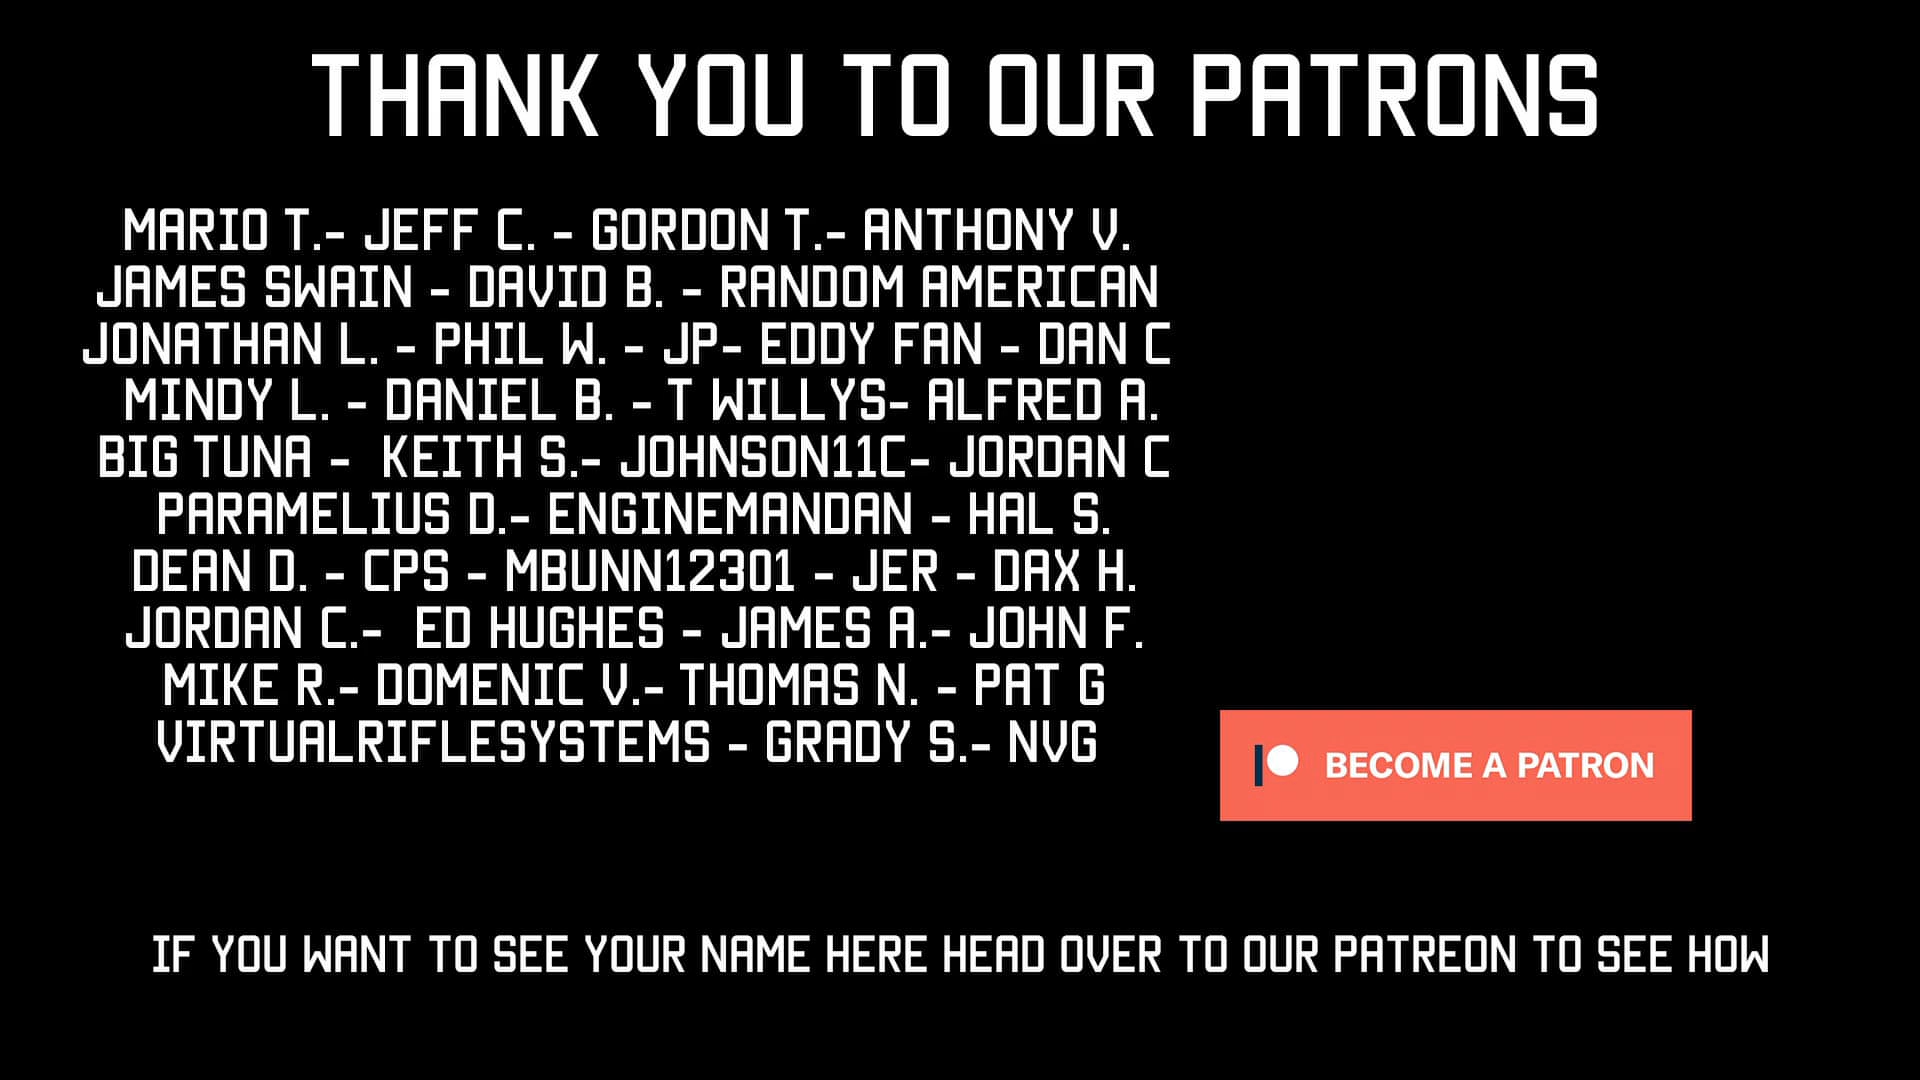 THANK YOU TO OUR PATRONS
MARIO T.- JEFF C. - GORDON T.- ANTHONY V.
JAMES SWAIN - DAVID B. - RANDOM AMERICAN
JONATHAN L. - PHIL W. - JP- EDDY FAN - DAN C
MINDY L. - DANIEL B. - T WILLYS- ALFRED A.
BIG TUNA -  KEITH S.- JOHNSON11C- JORDAN C
PARAMELIUS D.- ENGINEMANDAN - HAL S.
DEAN D. - CPS - MBUNN12301 - JER - DAX H.
JORDAN C.-  ED HUGHES - JAMES A.- JOHN F.
MIKE R.- DOMENIC V.- THOMAS N. - PAT G
VIRTUALRIFLESYSTEMS - GRADY S.- NVG
BECOME A PATRON
IF YOU WANT TO SEE YOUR NAME HERE HEAD OVER TO OUR PATREON TO SEE HOW